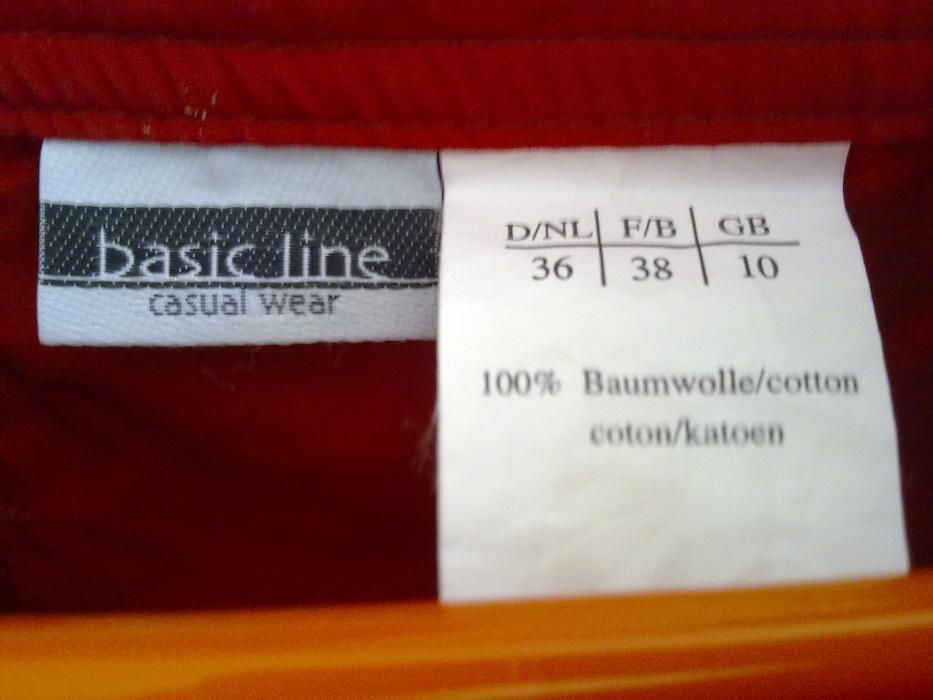 basic line
casual wear
D/NL F/B GB
36 38 10
100% Baumwolle/cotton
coton/katoen